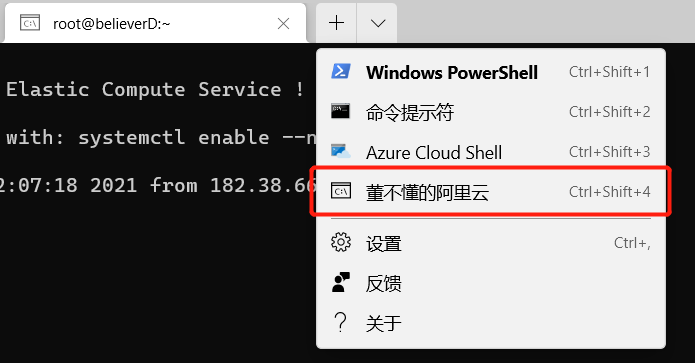 root@believerD:~
Elastic Compute Service !
with: systemctl enable --n
2:07:18 2021 from 182.38.66
Windows PowerShell Ctrl+Shift+1
命令提示符 Ctrl+Shift+2
Azure Cloud Shell Ctrl+Shift+3
董不懂的阿里云 Ctrl+Shift+4
设置 Ctrl+,
反馈
关于